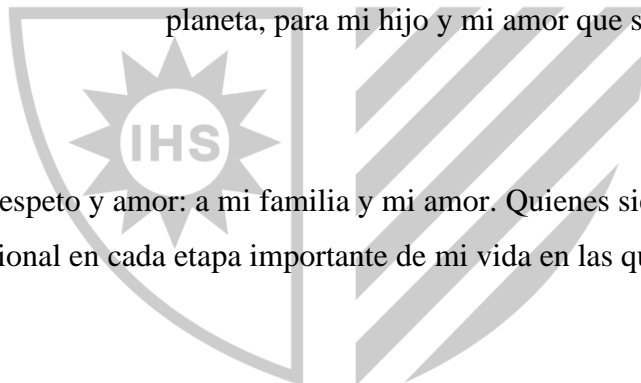 planeta, para mi hijo y mi amor que s
IHS
espeto y amor: a mi familia y mi amor. Quienes si
ional en cada etapa importante de mi vida en las qu